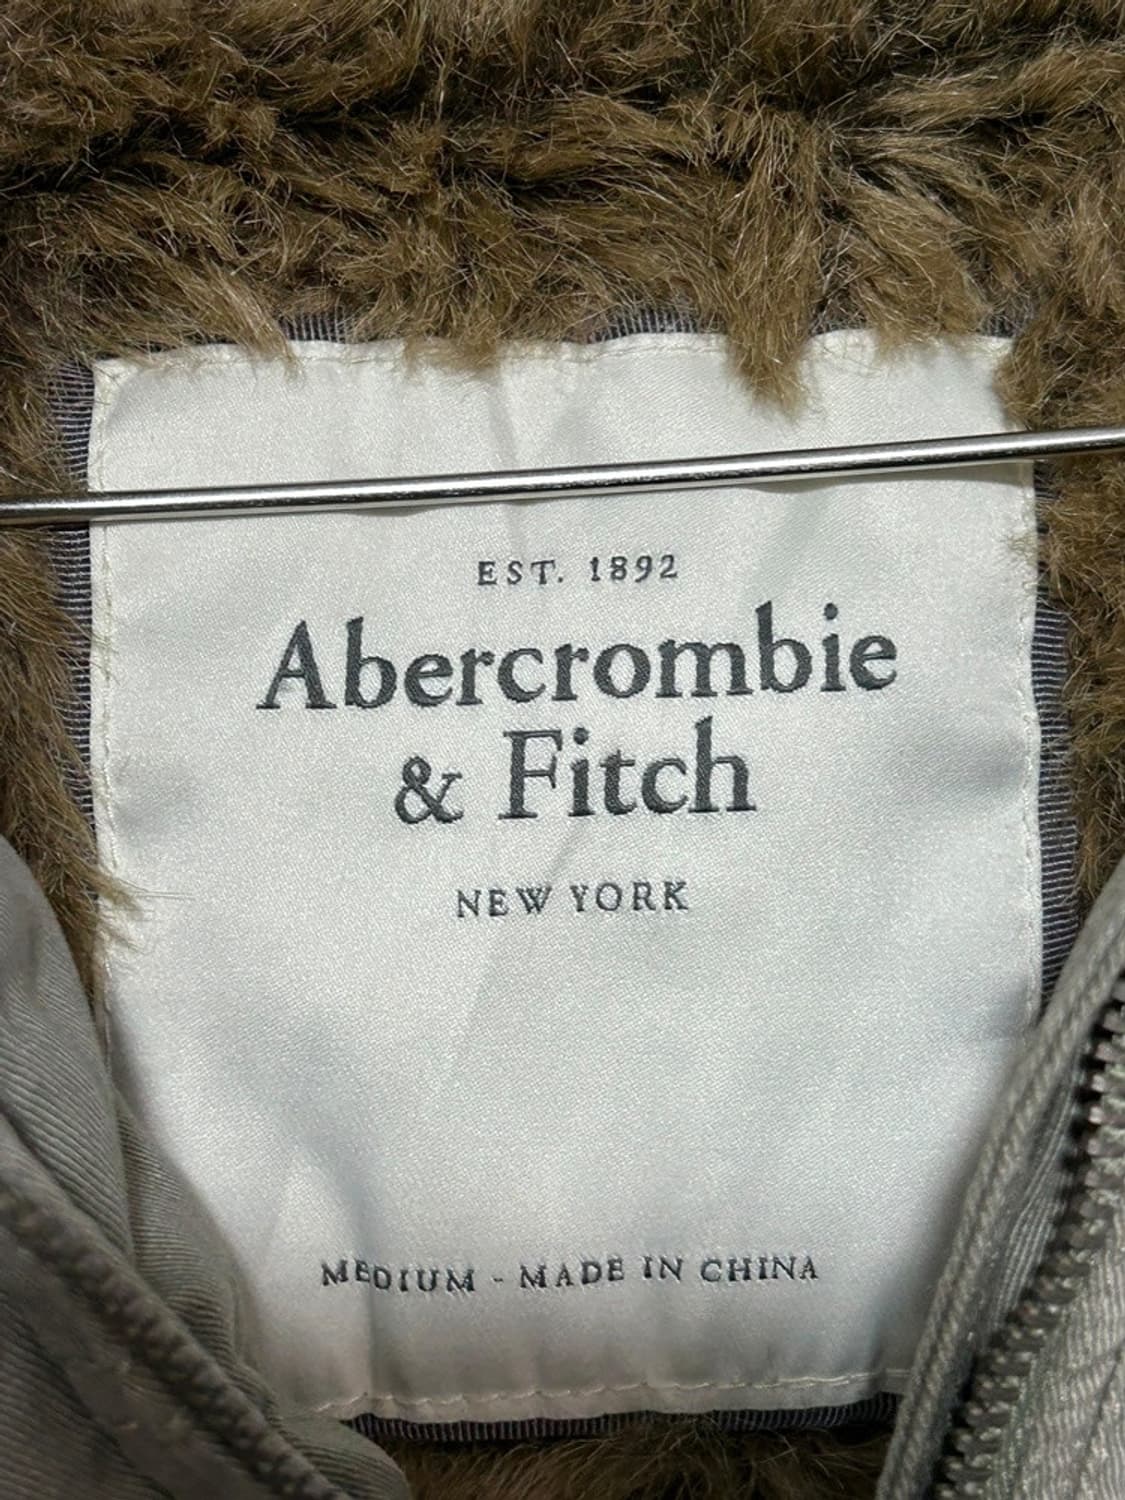 EST. 1892
Abercrombie
& Fitch
NEW YORK
MEDIUM - MADE IN CHINA